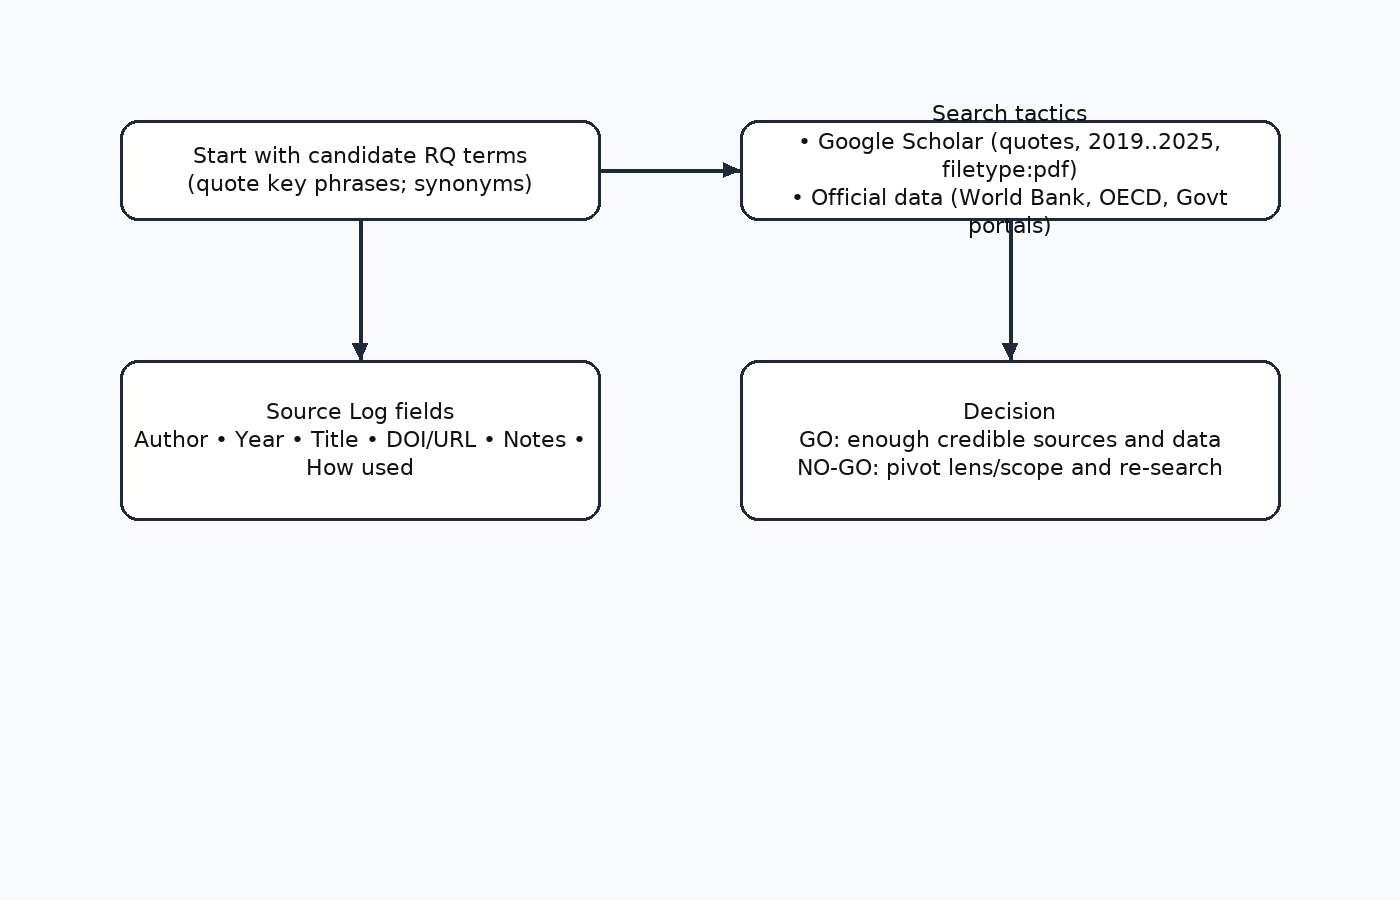 Start with candidate RQ terms
(quote key phrases; synonyms)
Search tactics
• Google Scholar (quotes, 2019..2025,
filetype:pdf)
• Official data (World Bank, OECD, Govt
portals)
Source Log fields
Author • Year • Title • DOI/URL • Notes •
How used
Decision
GO: enough credible sources and data
NO-GO: pivot lens/scope and re-search